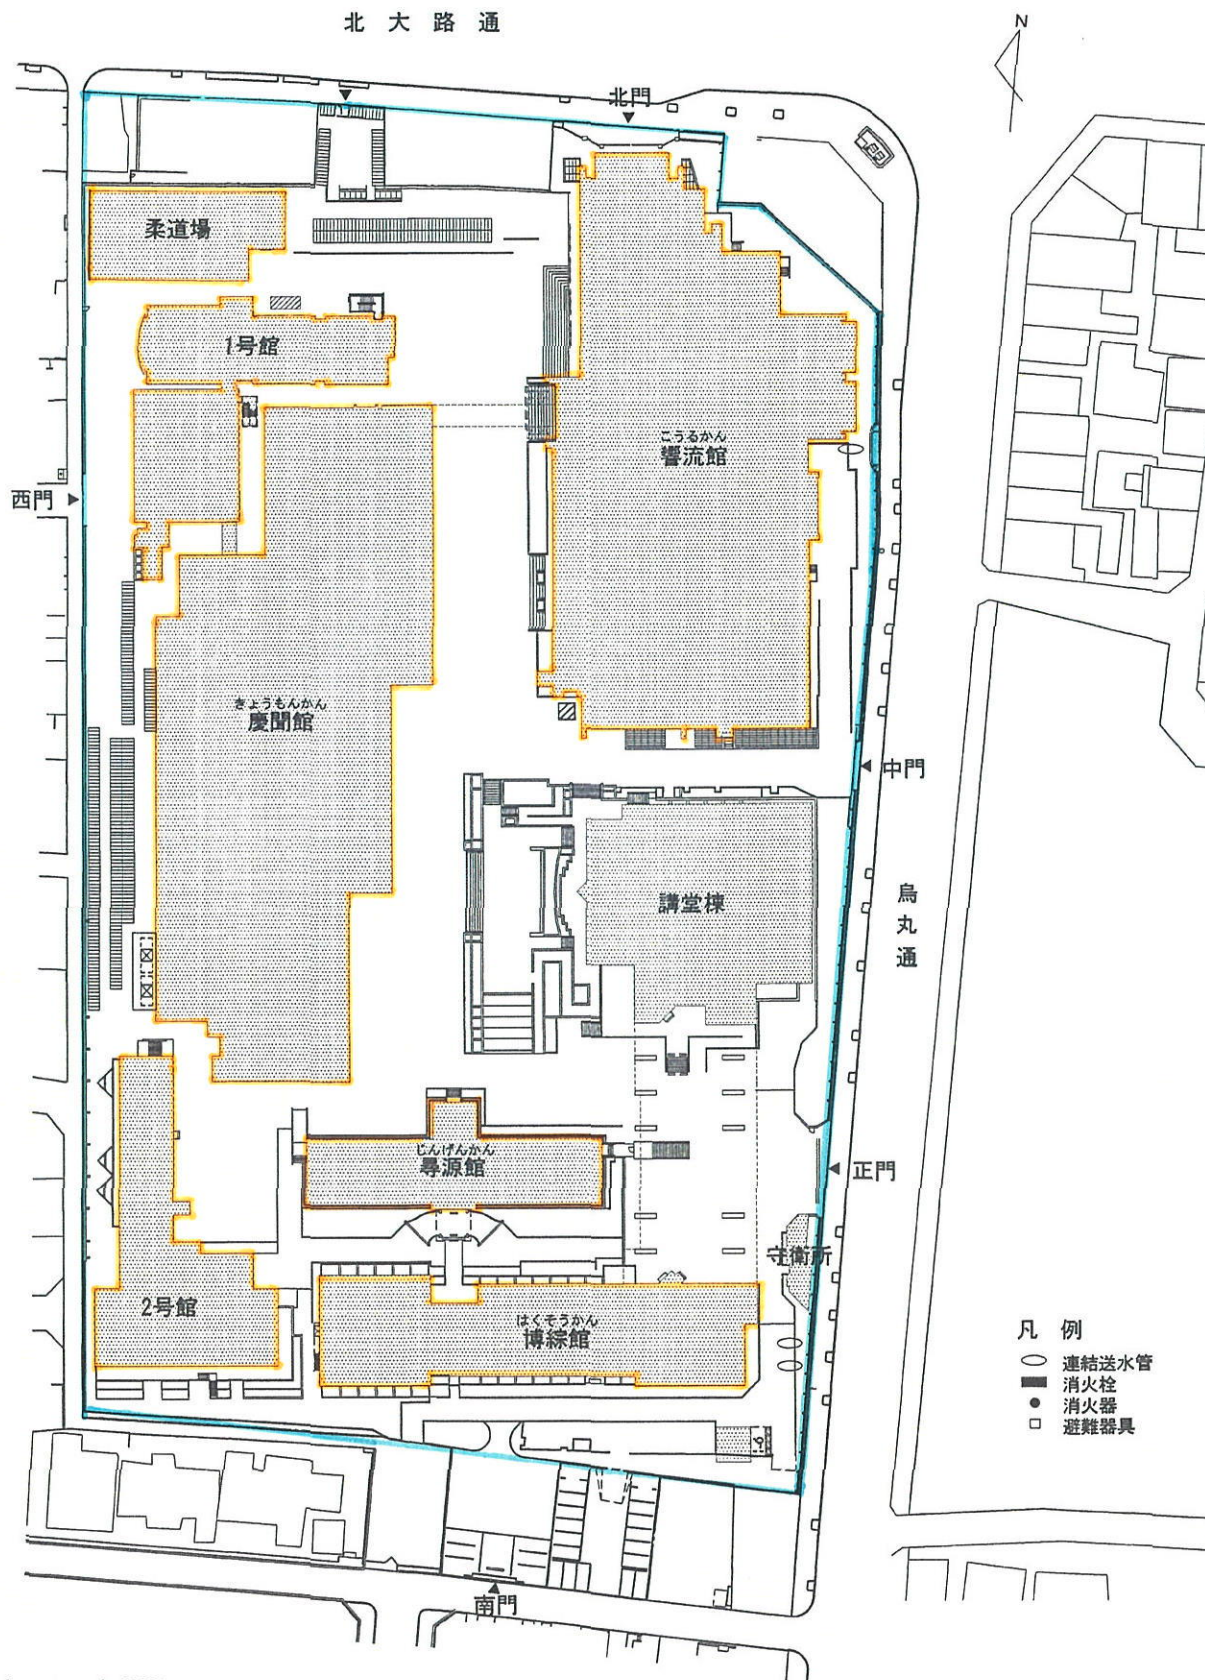 北大路通
N
北門
柔道場
1号館
こうるかん
響流館
西門
きょうもんかん
慶聞館
中門
講堂棟
烏丸通
じんげんかん
尋源館
正門
守衛所
2号館
はくそうかん
博綜館
凡例
連結送水管
消火栓
消火器
避難器具
南門